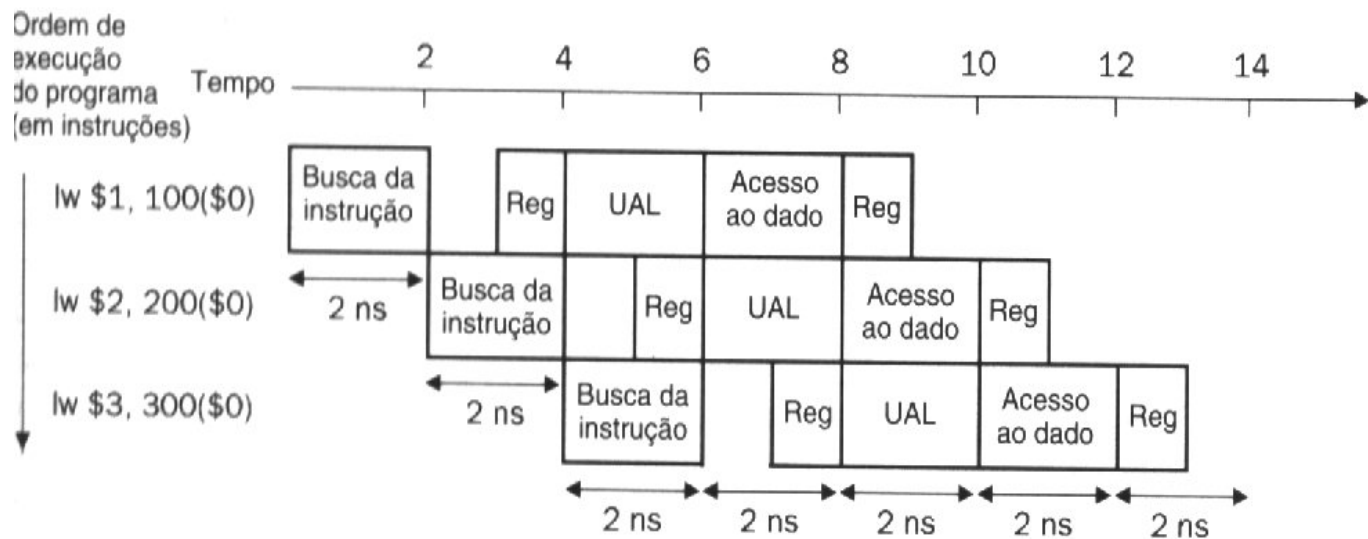 Ordem de
execução
do programa
(em instruções)
Tempo
2 4 6 8 10 12 14
lw $1, 100($0)
Busca da
instrução
Reg
UAL
Acesso
ao dado
Reg
2 ns
lw $2, 200($0)
Busca da
instrução
Reg
UAL
Acesso
ao dado
Reg
2 ns
lw $3, 300($0)
Busca da
instrução
Reg
UAL
Acesso
ao dado
Reg
2 ns 2 ns 2 ns 2 ns 2 ns